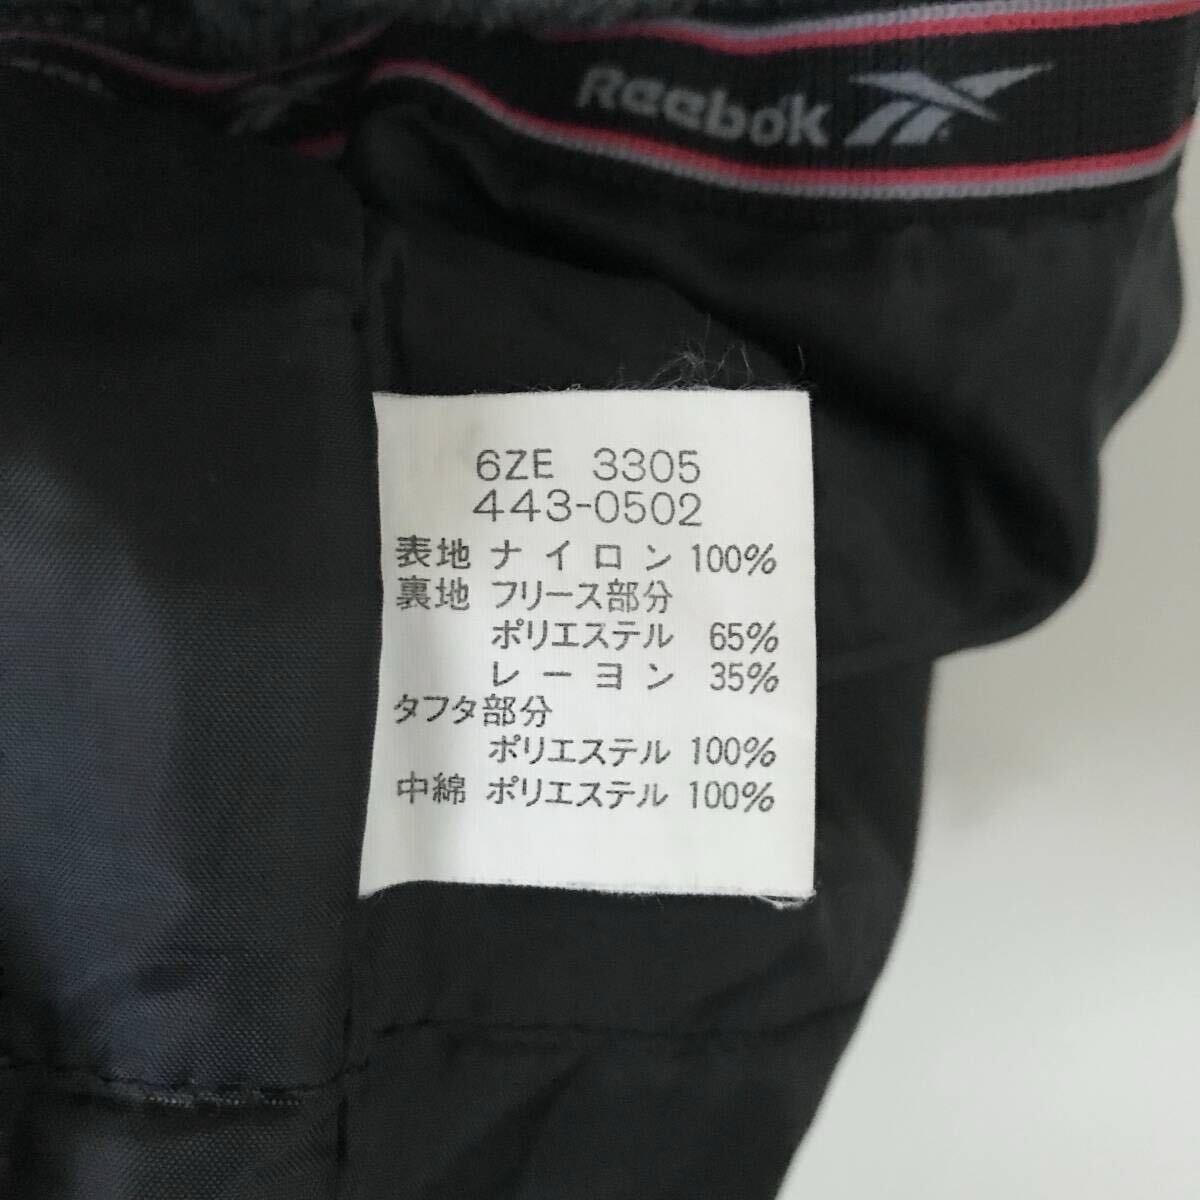 Reebok
6ZE 3305
443-0502
表地 ナイロン 100%
裏地 フリース部分
ポリエステル 65%
レーヨン 35%
タフタ部分
ポリエステル 100%
中綿 ポリエステル 100%